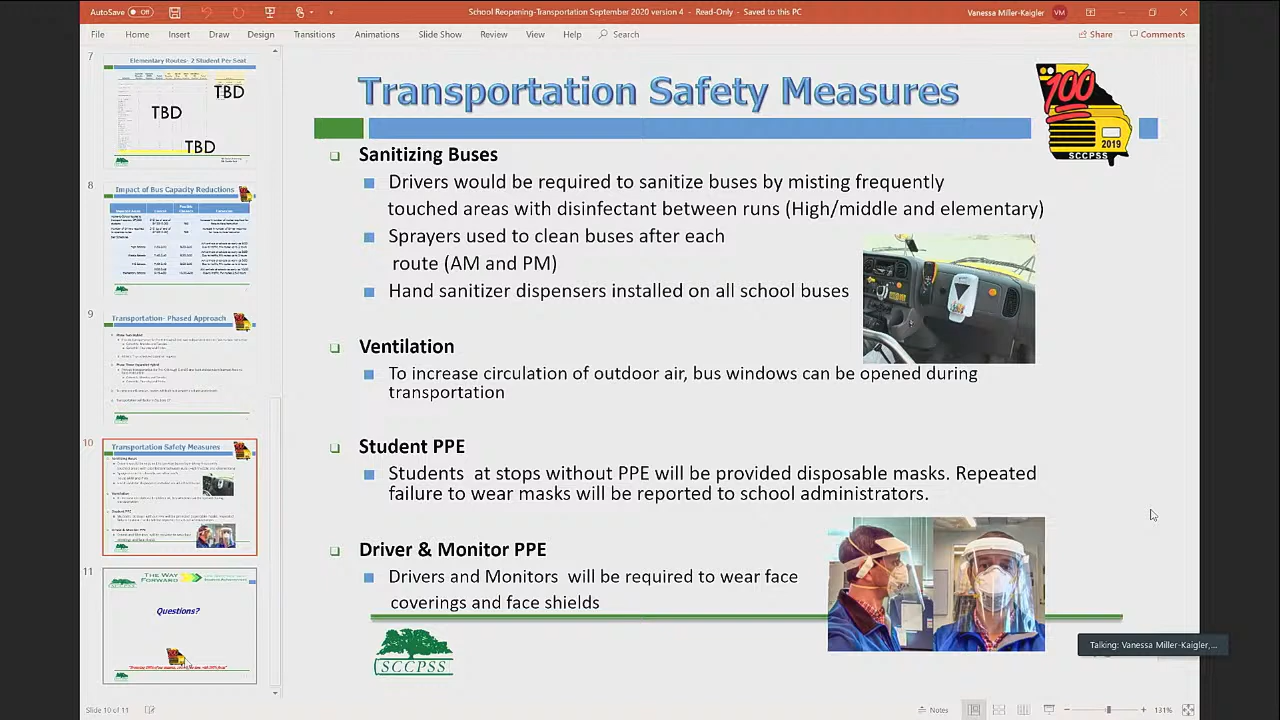 AutoSave Off
School Reopening-Transportation September 2020 version 4 - Read-Only - Saved to this PC
Vanessa Miller-Kaigler VM
File Home Insert Draw Design Transitions Animations Slide Show Review View Help Search Share Comments
7
Elementary Routes- 2 Student Per Seat
TBD
TBD
TBD
8
Impact of Bus Capacity Reductions
9
Transportation- Phased Approach
10
Transportation Safety Measures
Sanitizing Buses
Ventilation
Student PPE
Driver & Monitor PPE
11
THE WAY
FORWARD
SCCPSS
Questions?
Transportation Safety Measures
100
2019
SCCPSS
Sanitizing Buses
Drivers would be required to sanitize buses by misting frequently
touched areas with disinfectant between runs (High/middle and elementary)
Sprayers used to clean buses after each
route (AM and PM)
Hand sanitizer dispensers installed on all school buses
Ventilation
To increase circulation of outdoor air, bus windows can be opened during
transportation
Student PPE
Students at stops without PPE will be provided disposable masks. Repeated
failure to wear masks will be reported to school administrators.
Driver & Monitor PPE
Drivers and Monitors will be required to wear face
coverings and face shields
SCCPSS
Talking: Vanessa Miller-Kaigler,...
Slide 10 of 11
Notes
131%